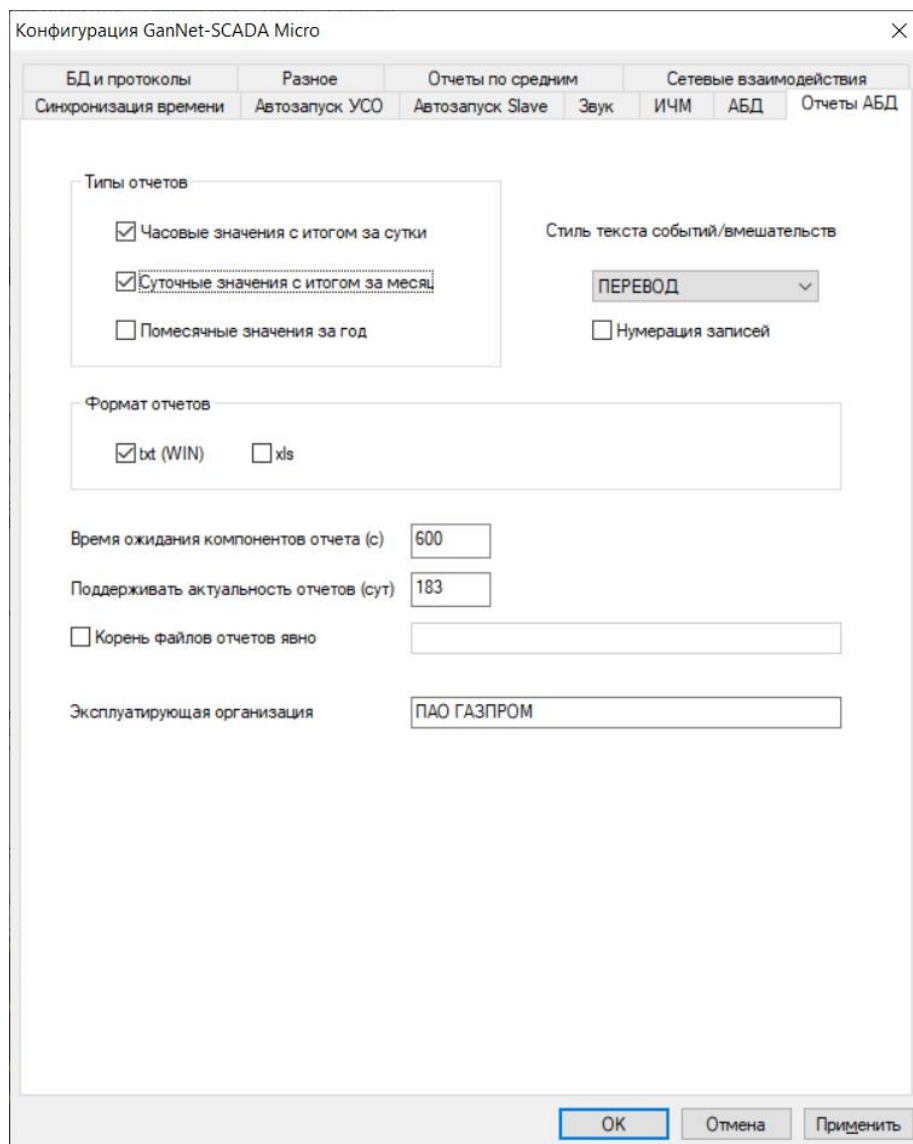 Конфигурация GanNet-SCADA Micro
БД и протоколы Разное Отчеты по средним Сетевые взаимодействия
Синхронизация времени Автозапуск УСО Автозапуск Slave Звук ИЧМ АБД Отчеты АБД
Типы отчетов
Часовые значения с итогом за сутки
Суточные значения с итогом за месяц
Помесячные значения за год
Стиль текста событий/вмешательств
ПЕРЕВОД
Нумерация записей
Формат отчетов
txt (WIN) xls
Время ожидания компонентов отчета (с) 600
Поддерживать актуальность отчетов (сут) 183
Корень файлов отчетов явно
Эксплуатирующая организация ПАО ГАЗПРОМ
OK Отмена Применить